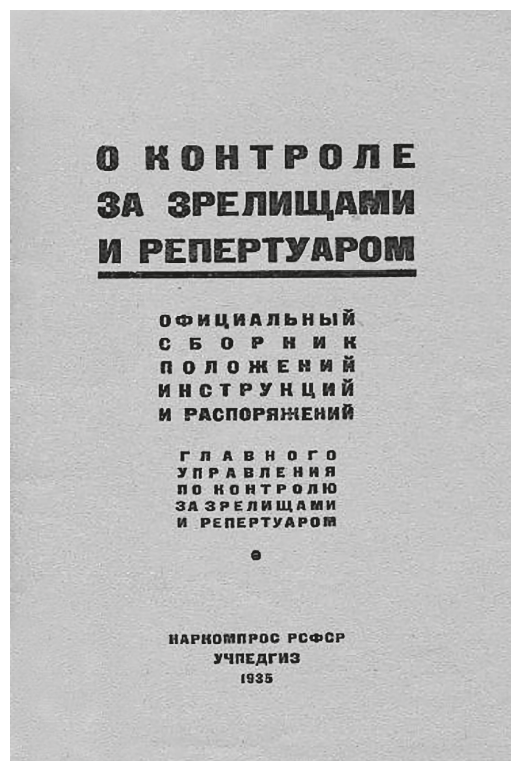 О КОНТРОЛЕ
ЗА ЗРЕЛИЩАМИ
И РЕПЕРТУАРОМ
ОФИЦИАЛЬНЫЙ
СБОРНИК
ПОЛОЖЕНИЙ
ИНСТРУКЦИЙ
И РАСПОРЯЖЕНИЙ
ГЛАВНОГО
УПРАВЛЕНИЯ
ПО КОНТРОЛЮ
ЗА ЗРЕЛИЩАМИ
И РЕПЕРТУАРОМ
НАРКОМПРОС РСФСР
УЧПЕДГИЗ
1935